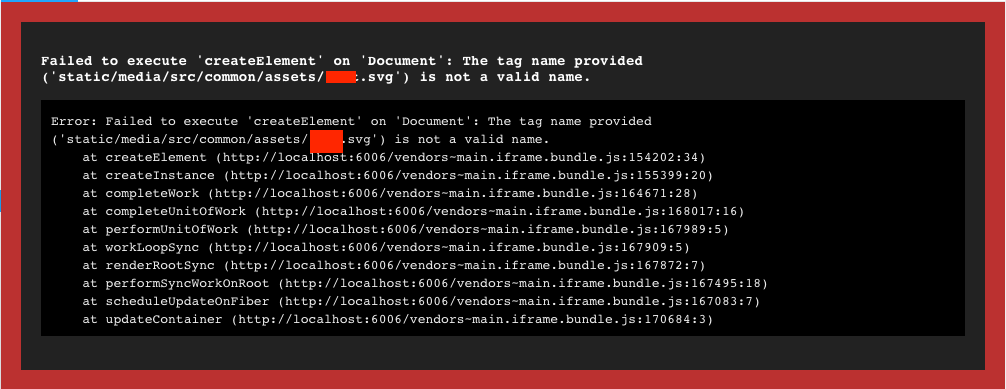 Failed to execute 'createElement' on 'Document': The tag name provided
('static/media/src/common/assets/ .svg') is not a valid name.
Error: Failed to execute 'createElement' on 'Document': The tag name provided
('static/media/src/common/assets/ .svg') is not a valid name.
at createElement (http://localhost:6006/vendors~main.iframe.bundle.js:154202:34)
at createInstance (http://localhost:6006/vendors~main.iframe.bundle.js:155399:20)
at completeWork (http://localhost:6006/vendors~main.iframe.bundle.js:164671:28)
at completeUnitOfWork (http://localhost:6006/vendors~main.iframe.bundle.js:168017:16)
at performUnitOfWork (http://localhost:6006/vendors~main.iframe.bundle.js:167989:5)
at workLoopSync (http://localhost:6006/vendors~main.iframe.bundle.js:167909:5)
at renderRootSync (http://localhost:6006/vendors~main.iframe.bundle.js:167872:7)
at performSyncWorkOnRoot (http://localhost:6006/vendors~main.iframe.bundle.js:167495:18)
at scheduleUpdateOnFiber (http://localhost:6006/vendors~main.iframe.bundle.js:167083:7)
at updateContainer (http://localhost:6006/vendors~main.iframe.bundle.js:170684:3)